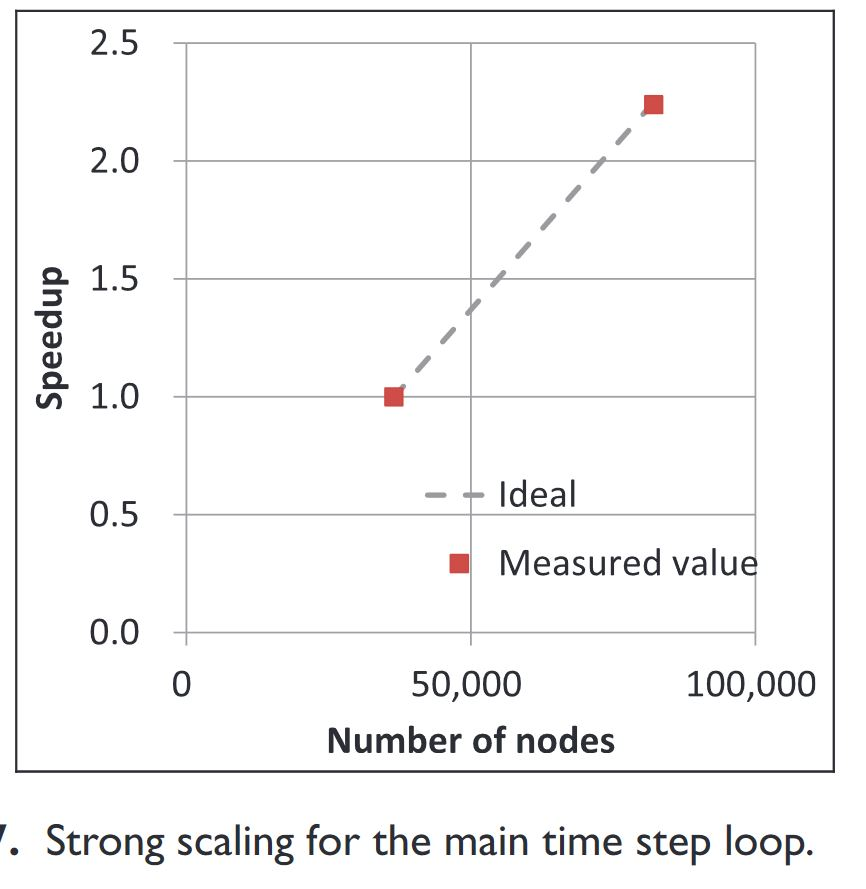 2.5
2.0
1.5
1.0
0.5
0.0
Speedup
Ideal
Measured value
0 50,000 100,000
Number of nodes
. Strong scaling for the main time step loop.